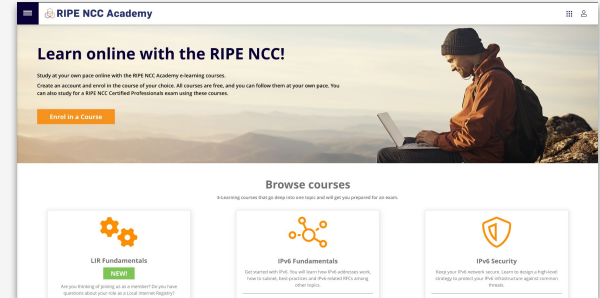 RIPE NCC Academy
Learn online with the RIPE NCC!
Study at your own pace online with the RIPE NCC Academy e-learning courses.
Create an account and enrol in the course of your choice. All courses are free, and you can follow them at your own pace. You
can also study for a RIPE NCC Certified Professionals exam using these courses.
Enrol in a Course
Browse courses
E-Learning courses that go deep into one topic and will get you prepared for an exam.
LIR Fundamentals
NEW!
Are you thinking of joining us as a member? Do you have
questions about your role as a Local Internet Registry?
IPv6 Fundamentals
Get started with IPv6. You will learn how IPv6 addresses work,
how to subnet, best-practices and IPv6-related RFCs among
other topics.
IPv6 Security
Keep your IPv6 network secure. Learn to design a high-level
strategy to protect your IPv6 infrastructure against common
threats.